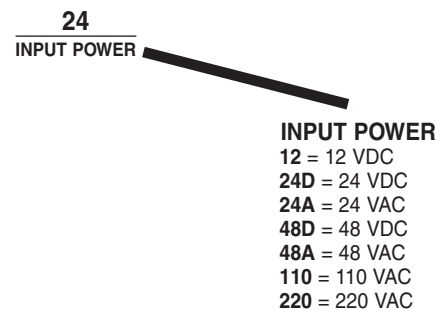 24
INPUT POWER
INPUT POWER
12 = 12 VDC
24D = 24 VDC
24A = 24 VAC
48D = 48 VDC
48A = 48 VAC
110 = 110 VAC
220 = 220 VAC